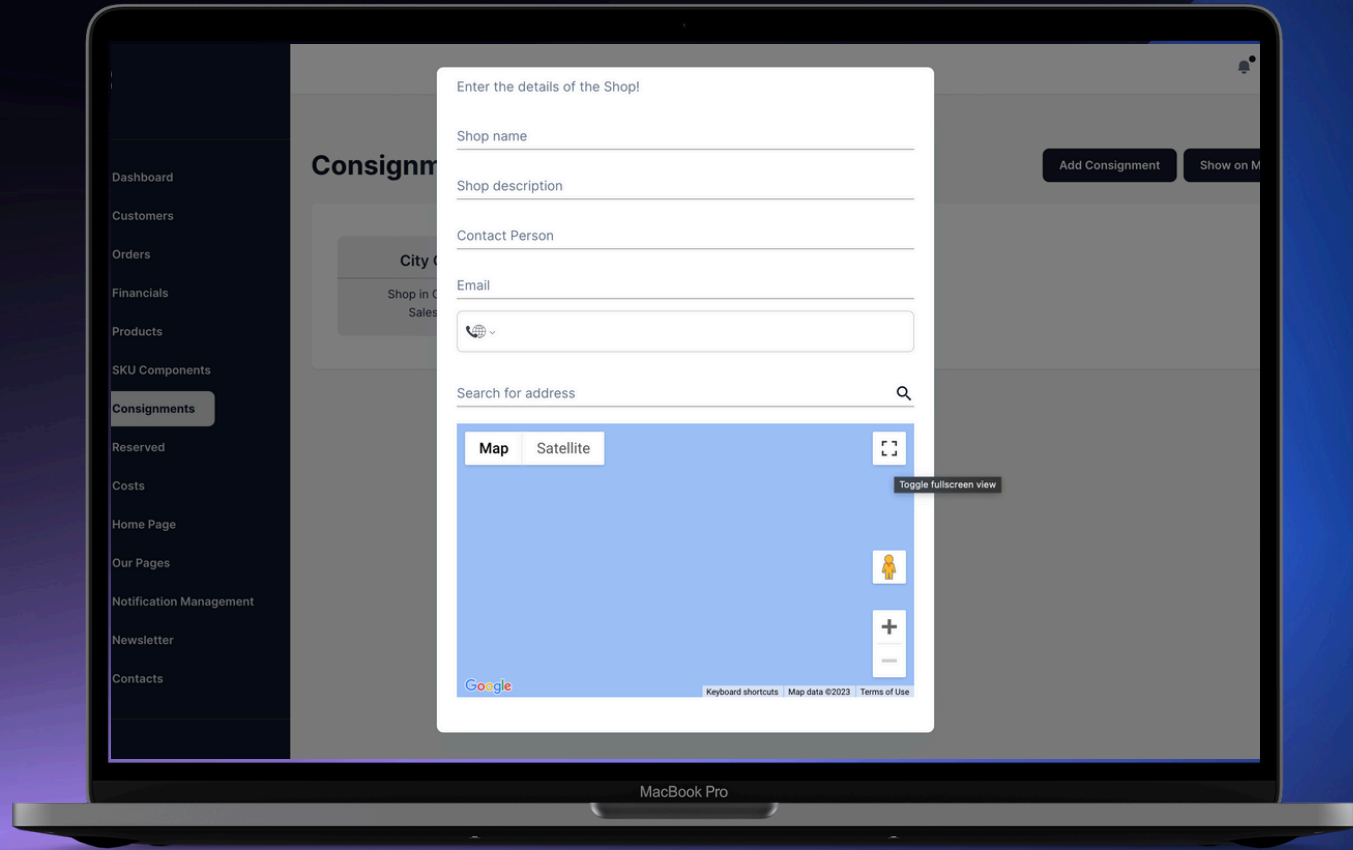 Dashboard
Customers
Orders
Financials
Products
SKU Components
Consignments
Reserved
Costs
Home Page
Our Pages
Notification Management
Newsletter
Contacts
Consignm
Add Consignment
Show on M
City
Shop in
Sales
Enter the details of the Shop!
Shop name
Shop description
Contact Person
Email
Search for address
Map Satellite
Toggle fullscreen view
Google
Keyboard shortcuts Map data ©2023 Terms of Use
MacBook Pro